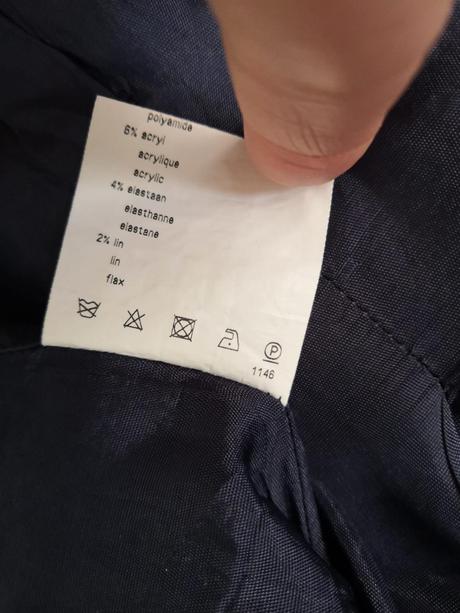 polyamide
6% acryl
acrylique
acrylic
4% elastaan
elasthanne
elastane
2% lin
lin
flax
P
1146